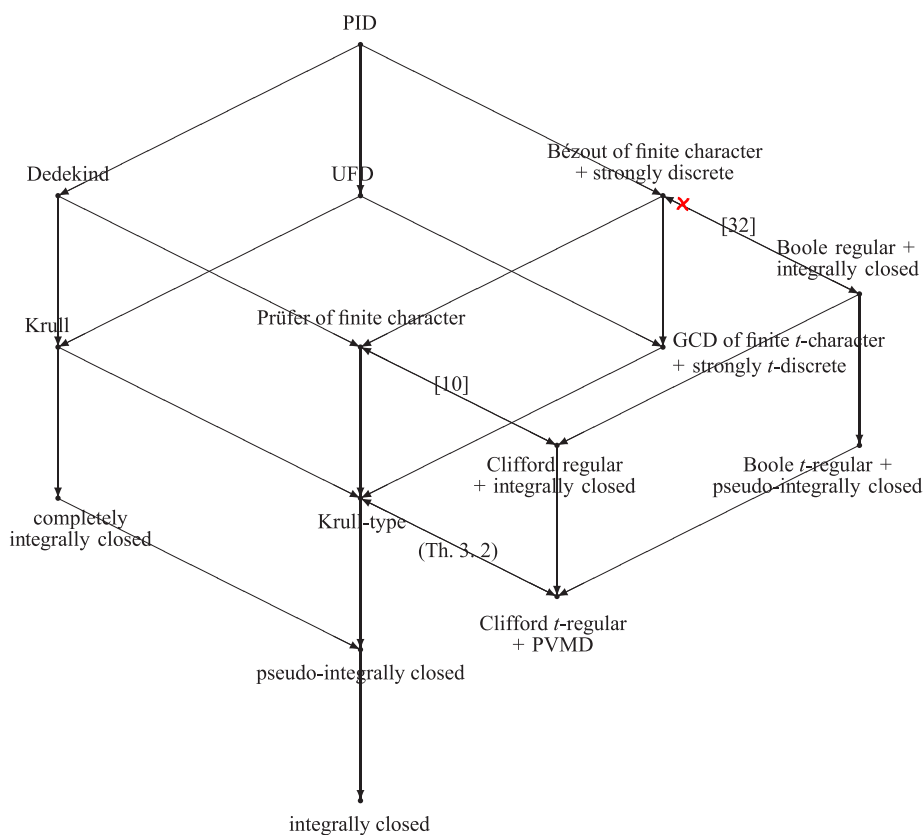 PID
Bézout of finite character
+ strongly discrete
Dedekind
UFD
[32]
Boole regular +
integrally closed
Krull
Prüfer of finite character
GCD of finite t-character
+ strongly t-discrete
[10]
Clifford regular
+ integrally closed
Boole t-regular +
pseudo-integrally closed
completely
integrally closed
Krull-type
(Th. 3. 2)
Clifford t-regular
+ PVMD
pseudo-integrally closed
integrally closed